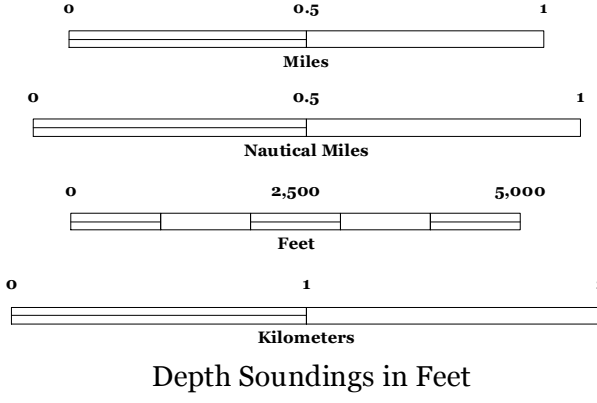 0 0.5 1
Miles
0 0.5 1
Nautical Miles
0 2,500 5,000
Feet
0 1
Kilometers
Depth Soundings in Feet